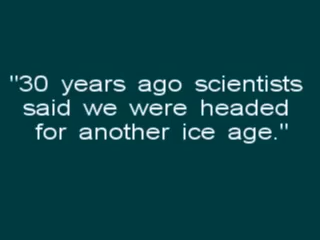 "30 years ago scientists
said we were headed
for another ice age."